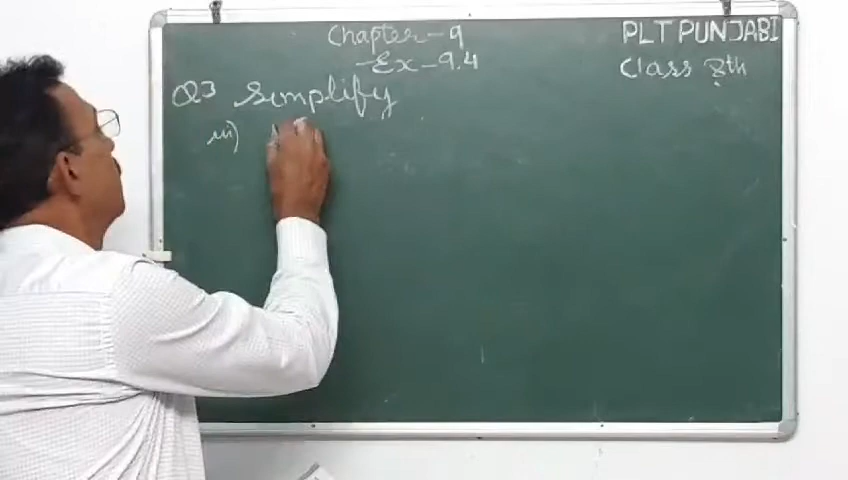 Chapter-9
PLT PUNJABI
Ex-9.4
Class 8th
Q3 Simplify
iii)